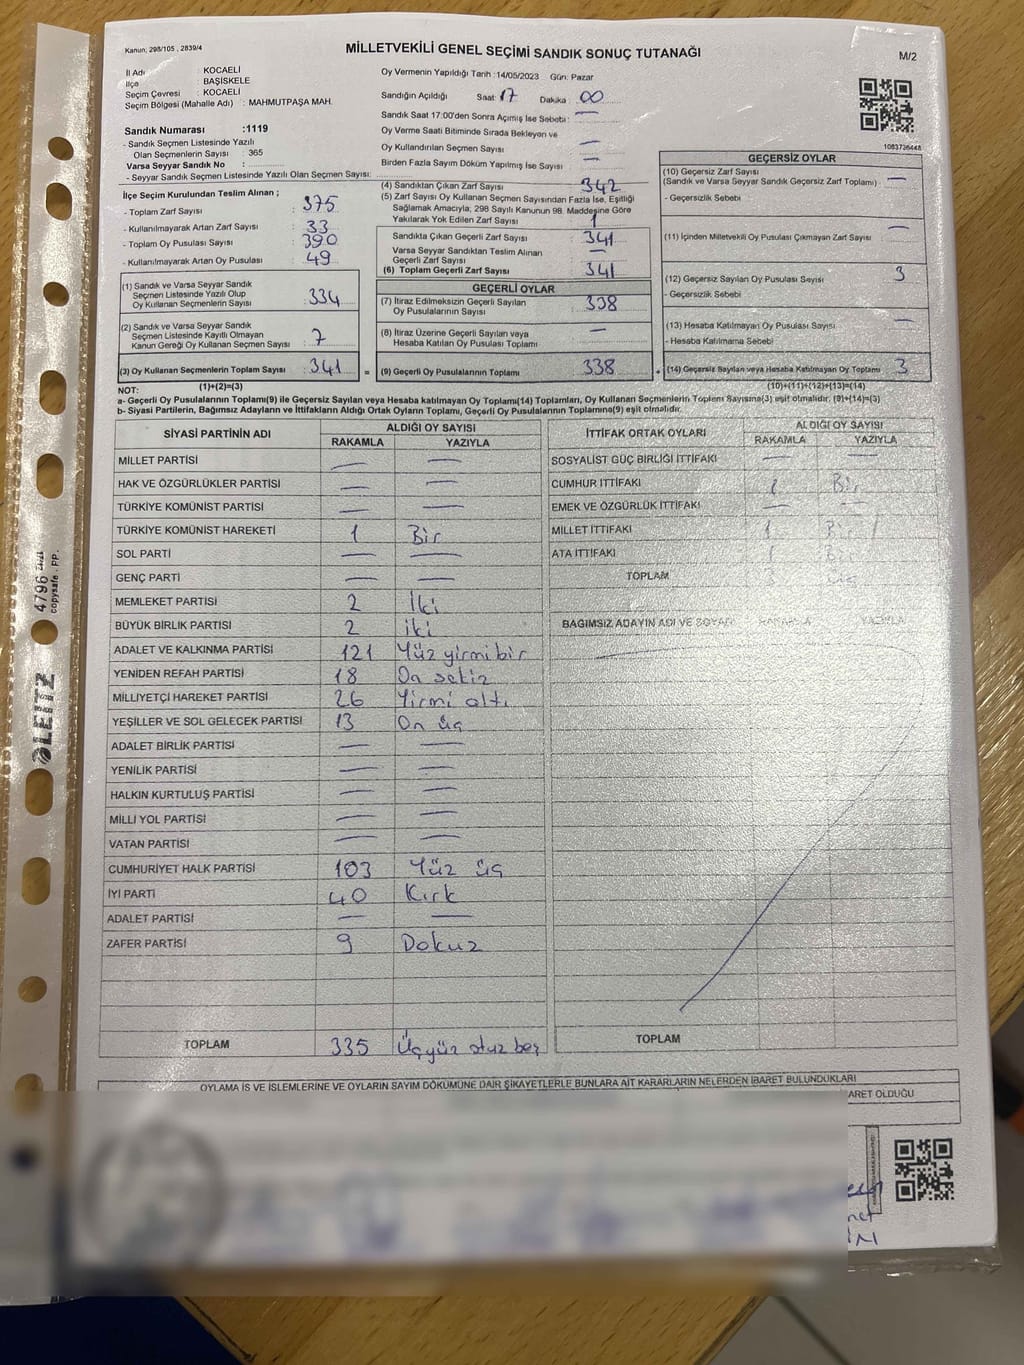 Kanun; 298/105 , 2839/4
MİLLETVEKİLİ GENEL SEÇİMİ SANDIK SONUÇ TUTANAĞI
M/2
İl Adı : KOCAELİ
İlçe : BAŞİSKELE
Seçim Çevresi : KOCAELİ
Seçim Bölgesi (Mahalle Adı) : MAHMUTPAŞA MAH.
Oy Vermenin Yapıldığı Tarih :14/05/2023 Gün: Pazar
Sandığın Açıldığı Saat: 17 Dakika : 00
Sandık Saat 17:00'den Sonra Açmış İse Sebebi : —
Oy Verme Saati Bitiminde Sırada Bekleyen ve
Oy Kullandırılan Seçmen Sayısı : —
Birden Fazla Sayım Döküm Yapılmış İse Sayısı : —
1083736448
Sandık Numarası :1119
- Sandık Seçmen Listesinde Yazılı
Olan Seçmenlerin Sayısı : 365
Varsa Seyyar Sandık No :
- Seyyar Sandık Seçmen Listesinde Yazılı Olan Seçmen Sayısı:
İlçe Seçim Kurulundan Teslim Alınan ;
- Toplam Zarf Sayısı : 375
- Kullanılmayarak Artan Zarf Sayısı : 33
- Toplam Oy Pusulası Sayısı : 390
- Kullanılmayarak Artan Oy Pusulası : 49
(1) Sandık ve Varsa Seyyar Sandık
Seçmen Listesinde Yazılı Olup
Oy Kullanan Seçmenlerin Sayısı : 334
(2) Sandık ve Varsa Seyyar Sandık
Seçmen Listesinde Kayıtlı Olmayan
Kanun Gereği Oy Kullanan Seçmen Sayısı : 7
(3) Oy Kullanan Seçmenlerin Toplam Sayısı : 341 =
(1)+(2)=(3)
(4) Sandıktan Çıkan Zarf Sayısı : 342
(5) Zarf Sayısı Oy Kullanan Seçmen Sayısından Fazla İse, Eşitliği
Sağlamak Amacıyla, 298 Sayılı Kanunun 98. Maddesine Göre
Yakılarak Yok Edilen Zarf Sayısı : 1
Sandıkta Çıkan Geçerli Zarf Sayısı : 341
Varsa Seyyar Sandıktan Teslim Alınan
Geçerli Zarf Sayısı : —
(6) Toplam Geçerli Zarf Sayısı : 341
GEÇERLİ OYLAR
(7) İtiraz Edilmeksizin Geçerli Sayılan
Oy Pusulalarının Sayısı : 338
(8) İtiraz Üzerine Geçerli Sayılan veya
Hesaba Katılan Oy Pusulası Toplamı : —
(9) Geçerli Oy Pusulalarının Toplamı : 338 +
GEÇERSİZ OYLAR
(10) Geçersiz Zarf Sayısı
(Sandık ve Varsa Seyyar Sandık Geçersiz Zarf Toplamı) : —
- Geçersizlik Sebebi
(11) İçinden Milletvekili Oy Pusulası Çıkmayan Zarf Sayısı : —
(12) Geçersiz Sayılan Oy Pusulası Sayısı : 3
- Geçersizlik Sebebi
(13) Hesaba Katılmayan Oy Pusulası Sayısı : —
- Hesaba Katılmama Sebebi
(14) Geçersiz Sayılan veya Hesaba Katılmayan Oy Toplamı : 3
(10)+(11)+(12)+(13)=(14)
NOT:
a- Geçerli Oy Pusulalarının Toplamı(9) ile Geçersiz Sayılan veya Hesaba katılmayan Oy Toplamı(14) Toplamları, Oy Kullanan Seçmenlerin Toplam Sayısına(3) eşit olmalıdır. (9)+(14)=(3)
b- Siyasi Partilerin, Bağımsız Adayların ve İttifakların Aldığı Ortak Oyların Toplamı, Geçerli Oy Pusulalarının Toplamına(9) eşit olmalıdır.
SİYASİ PARTİNİN ADI ALDIĞI OY SAYISI
RAKAMLA YAZIYLA
MİLLET PARTİSİ — —
HAK VE ÖZGÜRLÜKLER PARTİSİ — —
TÜRKİYE KOMÜNİST PARTİSİ — —
TÜRKİYE KOMÜNİST HAREKETİ 1 Bir
SOL PARTİ — —
GENÇ PARTİ — —
MEMLEKET PARTİSİ 2 İki
BÜYÜK BİRLİK PARTİSİ 2 iki
ADALET VE KALKINMA PARTİSİ 121 Yüz yirmi bir
YENİDEN REFAH PARTİSİ 18 On sekiz
MİLLİYETÇİ HAREKET PARTİSİ 26 Yirmi altı
YEŞİLLER VE SOL GELECEK PARTİSİ 13 On üç
ADALET BİRLİK PARTİSİ — —
YENİLİK PARTİSİ — —
HALKIN KURTULUŞ PARTİSİ — —
MİLLİ YOL PARTİSİ — —
VATAN PARTİSİ — —
CUMHURİYET HALK PARTİSİ 103 Yüz üç
İYİ PARTİ 40 Kırk
ADALET PARTİSİ — —
ZAFER PARTİSİ 9 Dokuz
TOPLAM 335 Üçyüz otuz beş
İTTİFAK ORTAK OYLARI ALDIĞI OY SAYISI
RAKAMLA YAZIYLA
SOSYALİST GÜÇ BİRLİĞİ İTTİFAKI — —
CUMHUR İTTİFAKI 1 Bir
EMEK VE ÖZGÜRLÜK İTTİFAKI — —
MİLLET İTTİFAKI 1 Bir
ATA İTTİFAKI 1 Bir
TOPLAM 3 Üç
BAĞIMSIZ ADAYIN ADI VE SOYADI RAKAMLA YAZIYLA
TOPLAM
OYLAMA İŞ VE İŞLEMLERİNE VE OYLARIN SAYIM DÖKÜMÜNE DAİR ŞİKAYETLERLE BUNLARA AİT KARARLARIN NELERDEN İBARET BULUNDUKLARI
ARET OLDUĞU
LEITZ
4796
copysafe - PP.